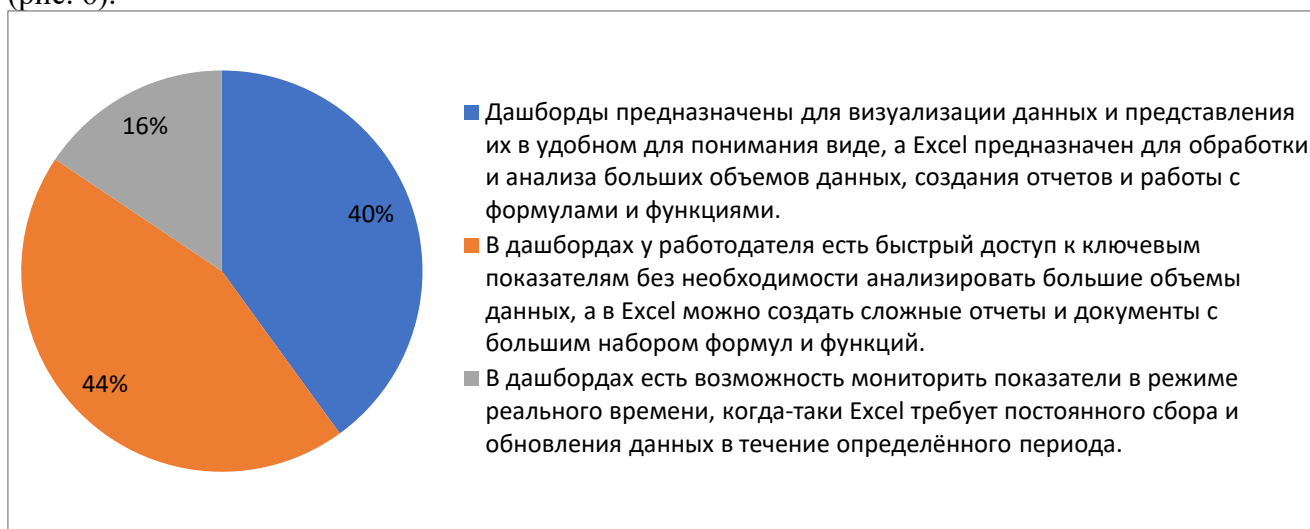 (рис. 6).
16%
40%
44%
Дашборды предназначены для визуализации данных и представления
их в удобном для понимания виде, а Excel предназначен для обработки
и анализа больших объемов данных, создания отчетов и работы с
формулами и функциями.
В дашбордах у работодателя есть быстрый доступ к ключевым
показателям без необходимости анализировать большие объемы
данных, а в Excel можно создать сложные отчеты и документы с
большим набором формул и функций.
В дашбордах есть возможность мониторить показатели в режиме
реального времени, когда-таки Excel требует постоянного сбора и
обновления данных в течение определённого периода.